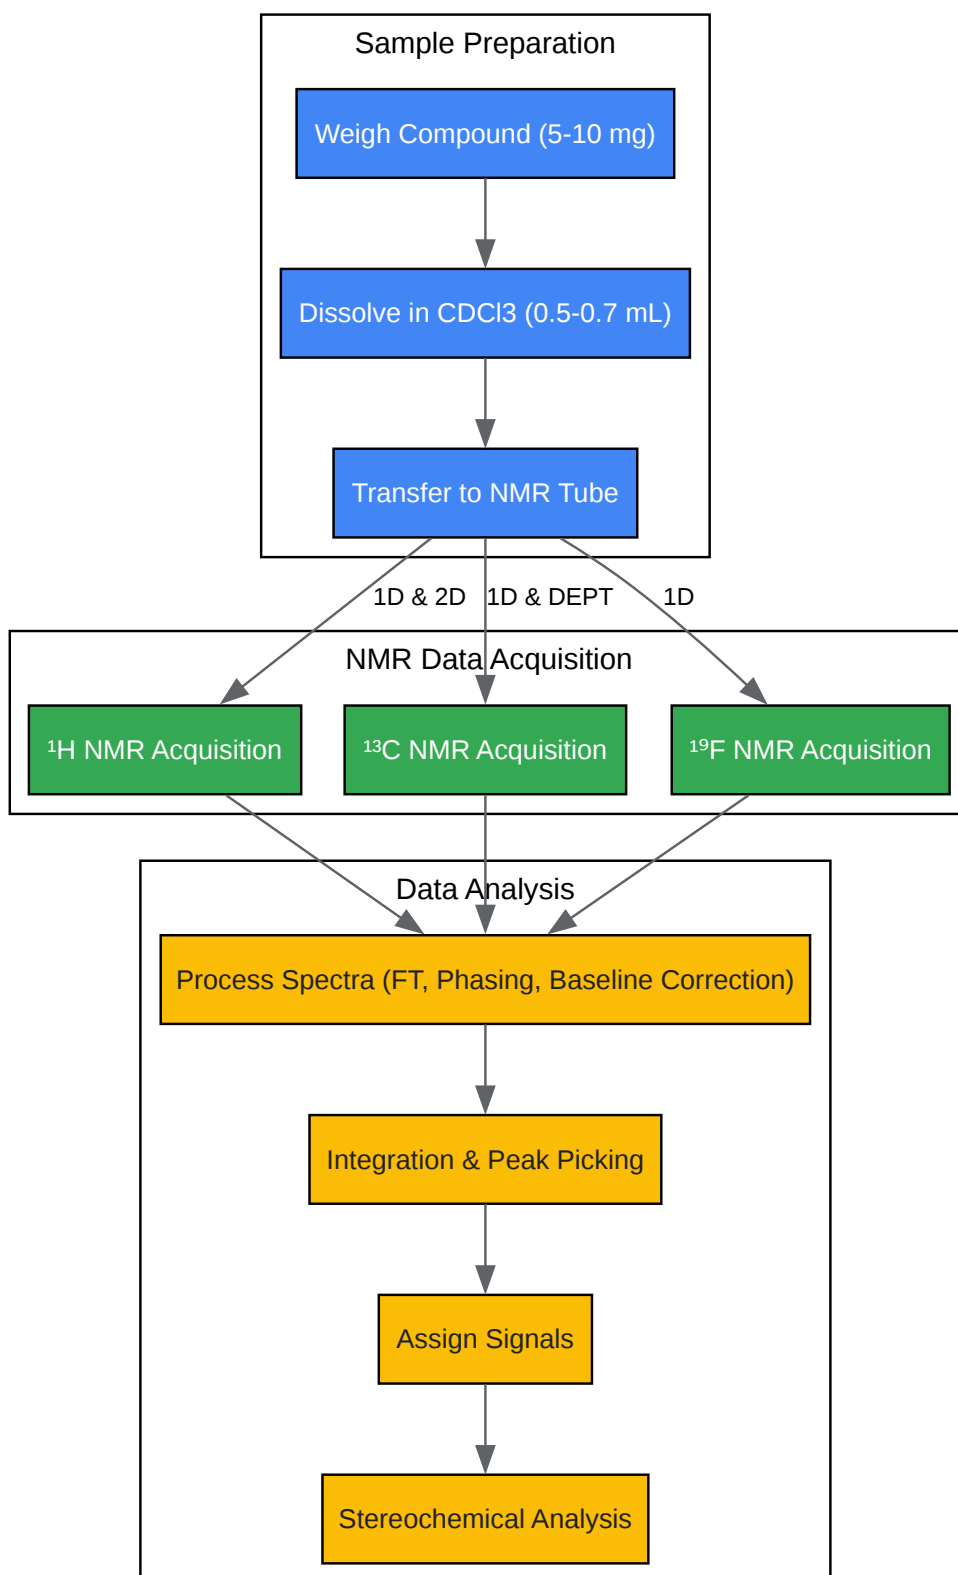 Sample Preparation
Weigh Compound (5-10 mg)
Dissolve in CDCl3 (0.5-0.7 mL)
Transfer to NMR Tube
1D & 2D
1D & DEPT
1D
NMR Data Acquisition
¹H NMR Acquisition
¹³C NMR Acquisition
¹⁹F NMR Acquisition
Data Analysis
Process Spectra (FT, Phasing, Baseline Correction)
Integration & Peak Picking
Assign Signals
Stereochemical Analysis